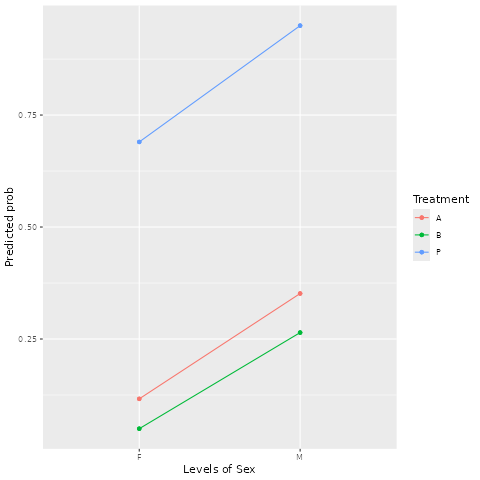 0.75
0.50
0.25
Predicted prob
F
M
Levels of Sex
Treatment
A
B
P